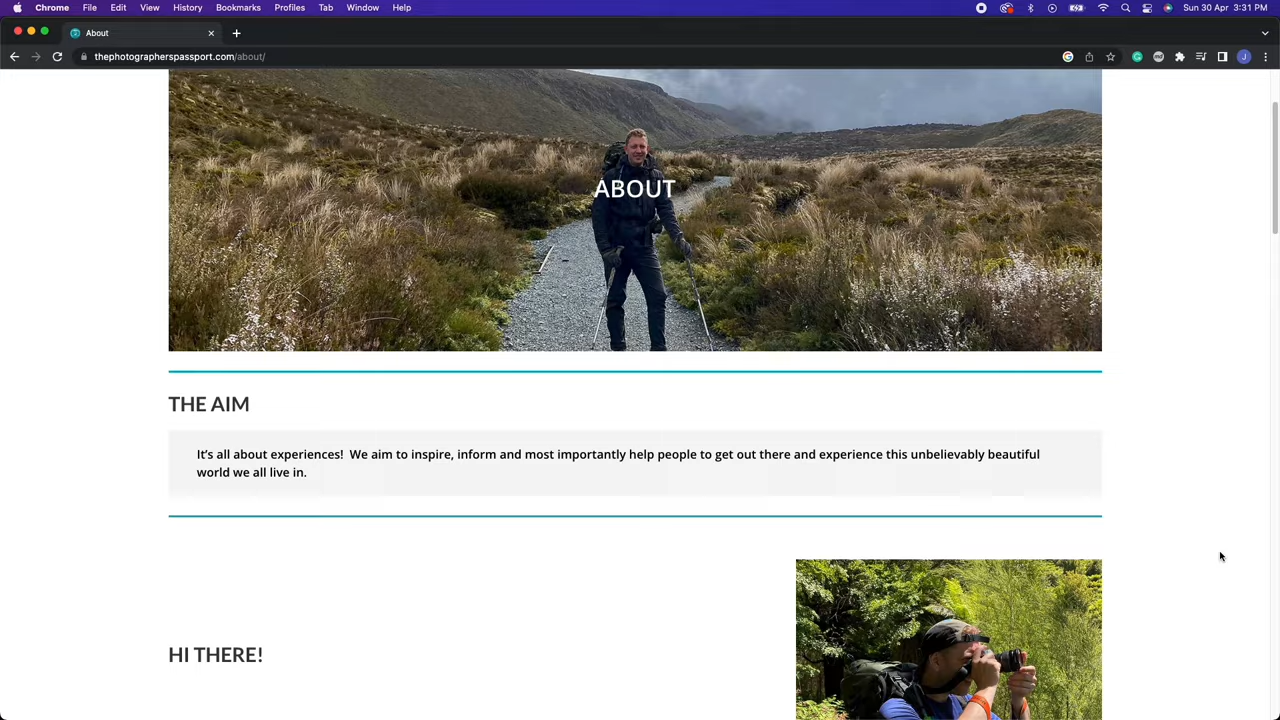 Chrome File Edit View History Bookmarks Profiles Tab Window Help Sun 30 Apr 3:31 PM
About
thephotographerspassport.com/about/ J
ABOUT
THE AIM
It's all about experiences! We aim to inspire, inform and most importantly help people to get out there and experience this unbelievably beautiful
world we all live in.
HI THERE!